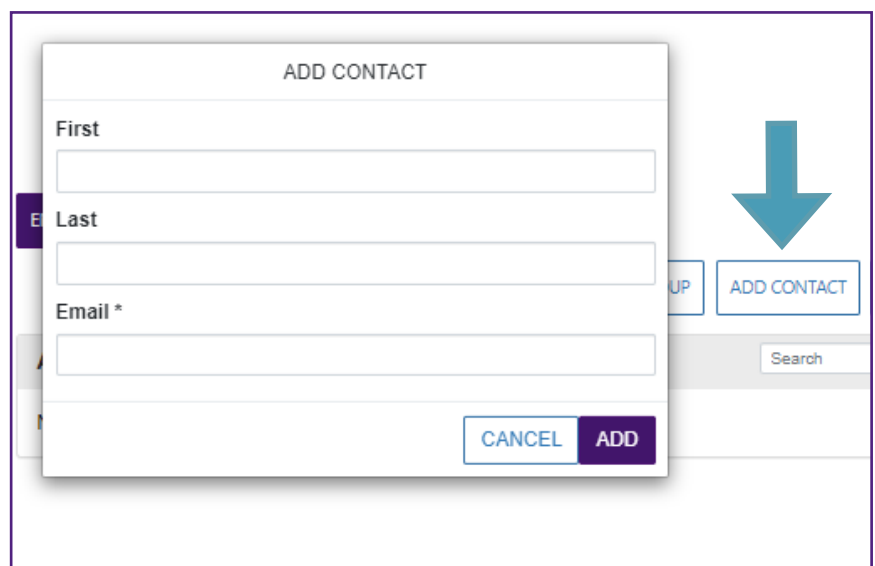 ADD CONTACT
First
Last
Email *
UP
ADD CONTACT
Search
CANCEL
ADD